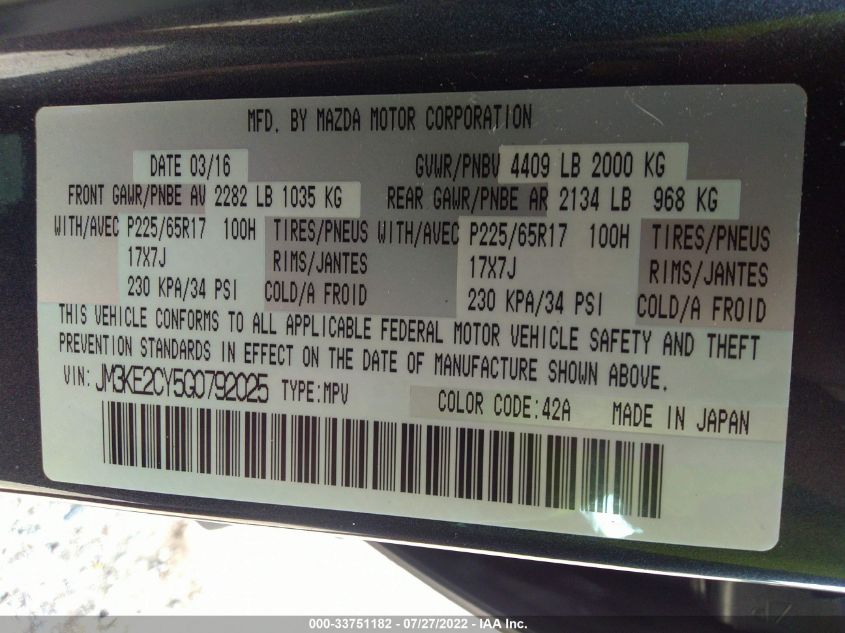 MFD. BY MAZDA MOTOR CORPORATION
DATE 03/16 GVWR/PNBV 4409 LB 2000 KG
FRONT GAWR/PNBE AV 2282 LB 1035 KG REAR GAWR/PNBE AR 2134 LB 968 KG
WITH/AVEC P225/65R17 100H TIRES/PNEUS WITH/AVEC P225/65R17 100H TIRES/PNEUS
17X7J RIMS/JANTES 17X7J RIMS/JANTES
230 KPA/34 PSI COLD/A FROID 230 KPA/34 PSI COLD/A FROID
THIS VEHICLE CONFORMS TO ALL APPLICABLE FEDERAL MOTOR VEHICLE SAFETY AND THEFT
PREVENTION STANDARDS IN EFFECT ON THE DATE OF MANUFACTURE SHOWN ABOVE.
VIN: JM3KE2CY5G0792025 TYPE:MPV COLOR CODE:42A MADE IN JAPAN
000-33751182 - 07/27/2022 - IAA Inc.